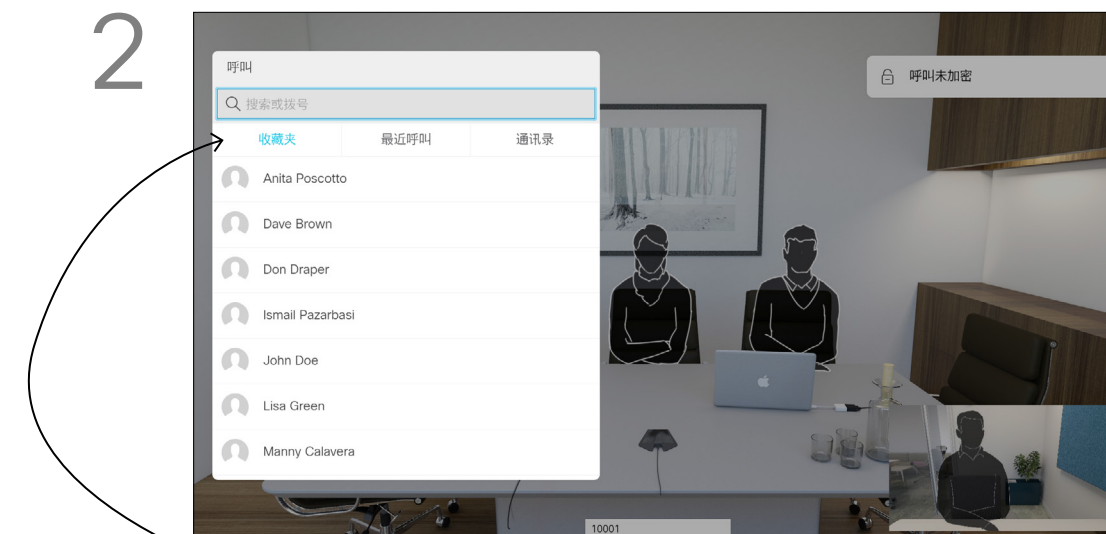 2
呼叫
搜索或拨号
收藏夹 最近呼叫 通讯录
Anita Poscotto
Dave Brown
Don Draper
Ismail Pazarbasi
John Doe
Lisa Green
Manny Calavera
呼叫未加密
10001